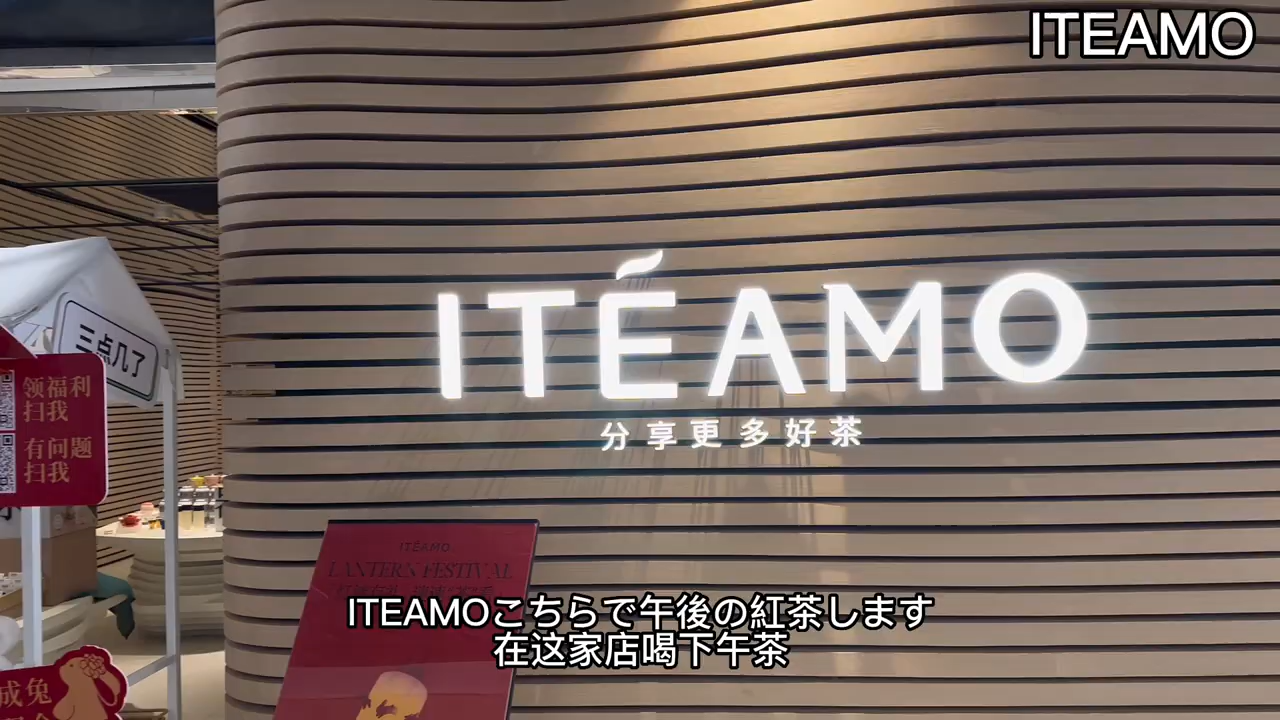 ITEAMO
ITÉAMO
分享更多好茶
三点几了
领福利
扫我
有问题
扫我
ITÉAMO
LANTERN FESTIVAL
ITEAMOこちらで午後の紅茶します
在这家店喝下午茶
成兔